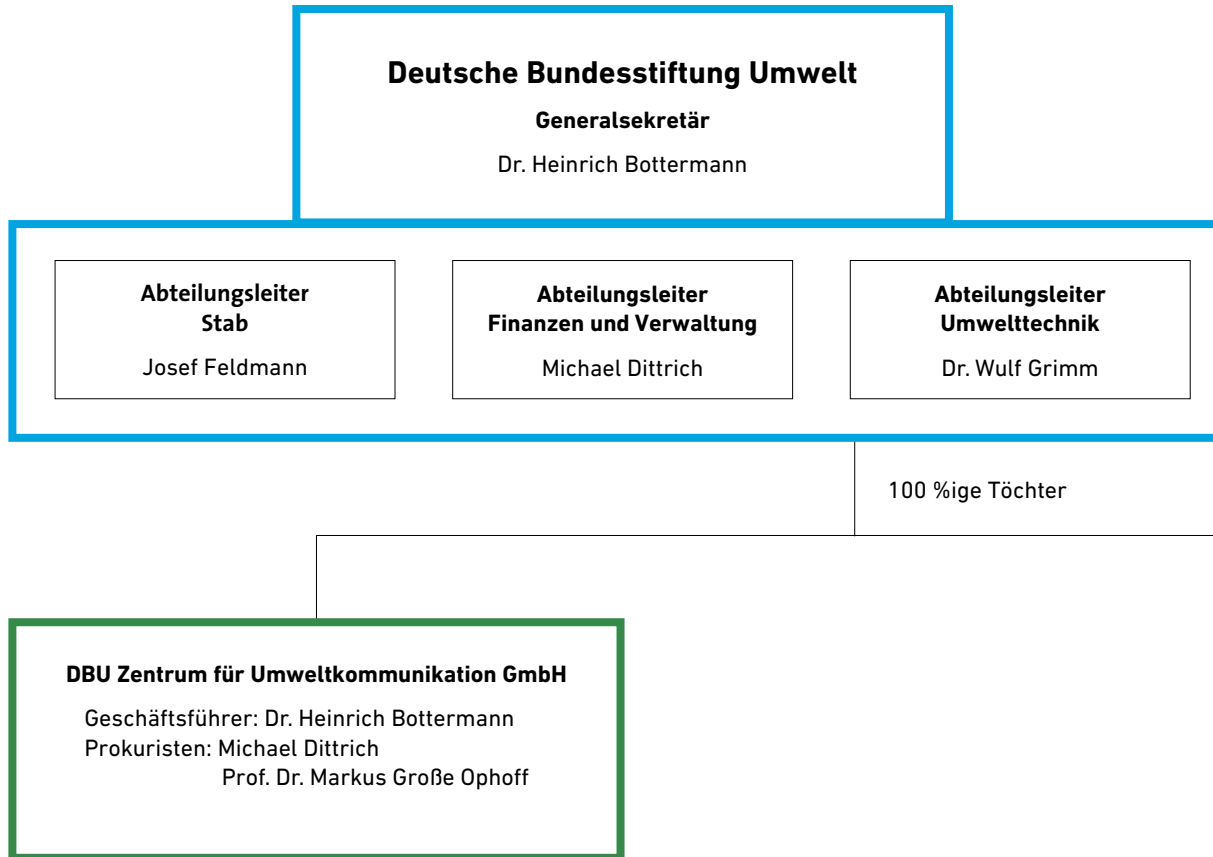 Deutsche Bundesstiftung Umwelt
Generalsekretär
Dr. Heinrich Bottermann
Abteilungsleiter
Stab
Josef Feldmann
Abteilungsleiter
Finanzen und Verwaltung
Michael Dittrich
Abteilungsleiter
Umwelttechnik
Dr. Wulf Grimm
100 %ige Töchter
DBU Zentrum für Umweltkommunikation GmbH
Geschäftsführer: Dr. Heinrich Bottermann
Prokuristen: Michael Dittrich
Prof. Dr. Markus Große Ophoff